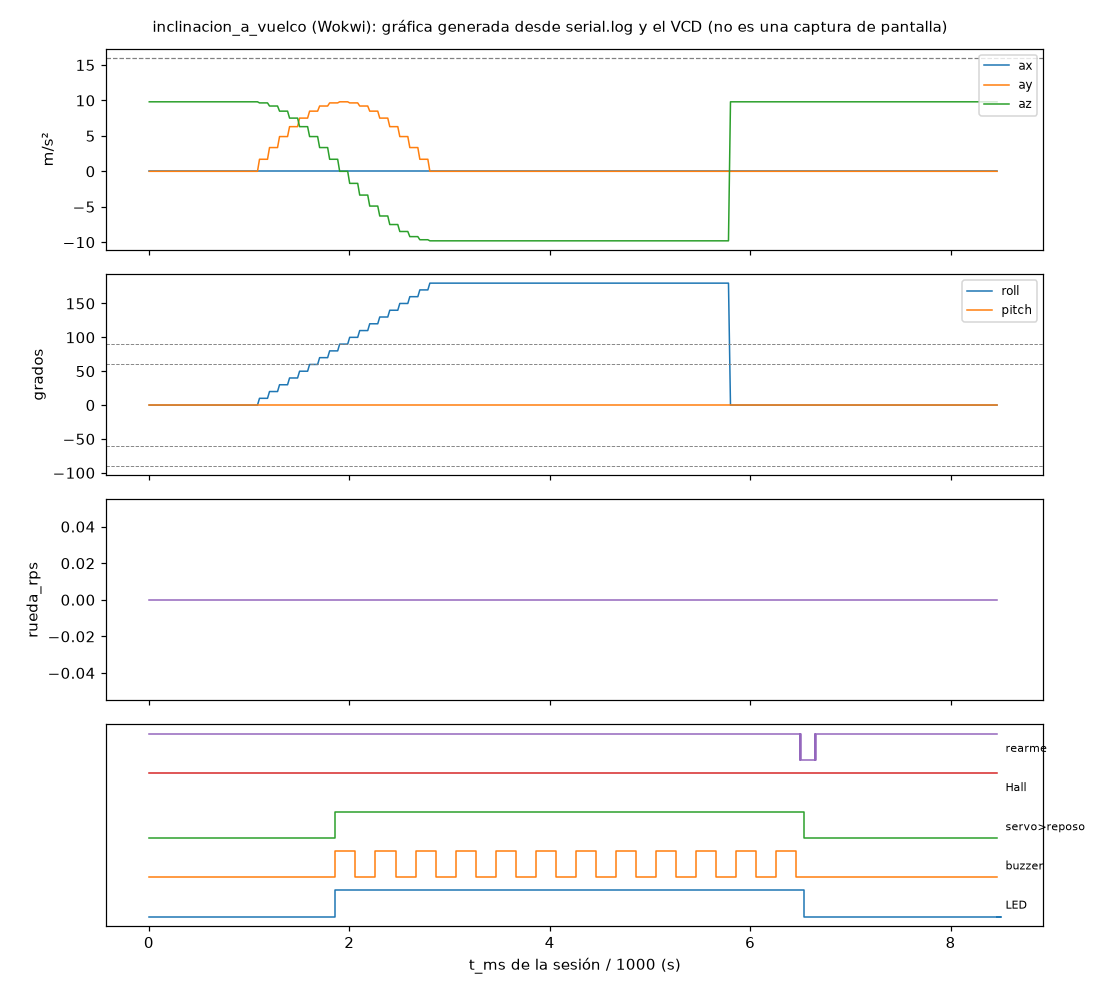 inclinacion_a_vuelco (Wokwi): gráfica generada desde serial.log y el VCD (no es una captura de pantalla)
15
10
5
0
−5
−10
m/s²
ax
ay
az
150
100
50
0
−50
−100
grados
roll
pitch
0.04
0.02
0.00
−0.02
−0.04
rueda_rps
rearme
Hall
servo>reposo
buzzer
LED
0 2 4 6 8
t_ms de la sesión / 1000 (s)